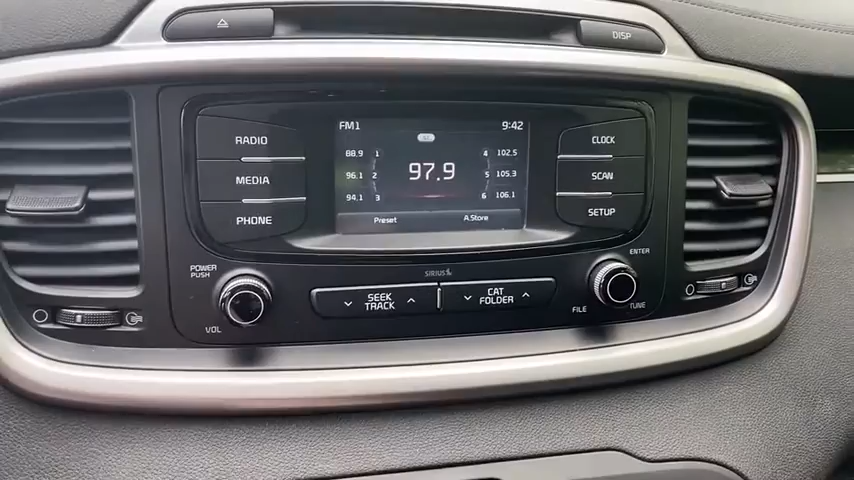 DISP
RADIO
MEDIA
PHONE
FM1 9:42
88.9 1 4 102.5
96.1 2 97.9 5 105.3
94.1 3 6 106.1
Preset A.Store
CLOCK
SCAN
SETUP
SIRIUS
POWER
PUSH
VOL
SEEK
TRACK
CAT
FOLDER
ENTER
FILE
TUNE